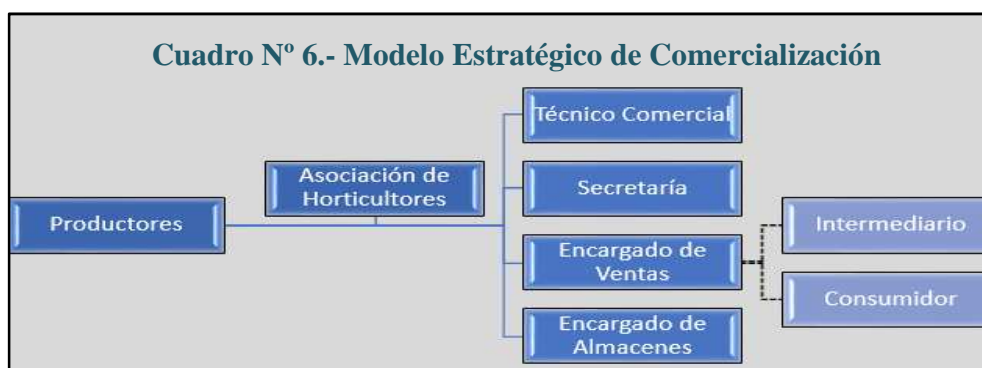 Cuadro Nº 6.- Modelo Estratégico de Comercialización
Técnico Comercial
Asociación de
Horticultores
Secretaría
Productores
Intermediario
Encargado de
Ventas
Consumidor
Encargado de
Almacenes